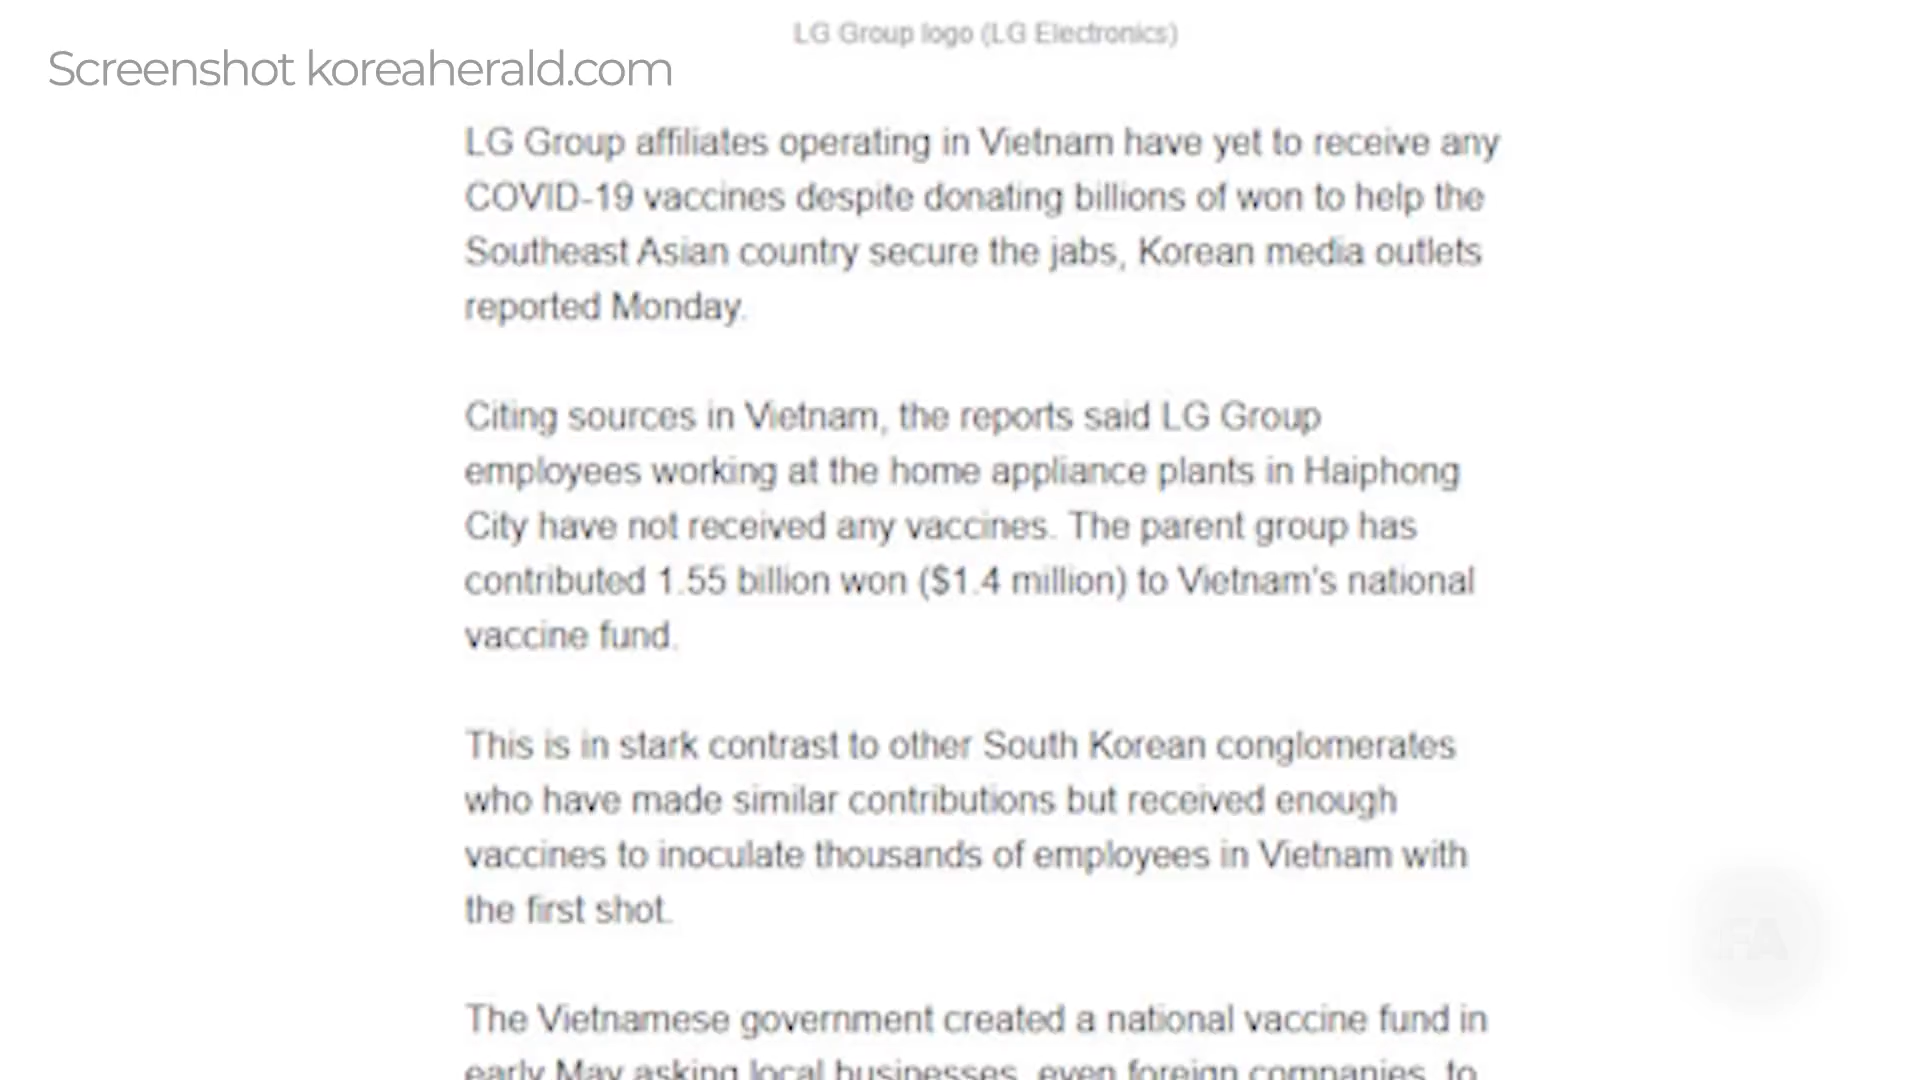 LG Group logo (LG Electronics)
Screenshot koreaherald.com
LG Group affiliates operating in Vietnam have yet to receive any
COVID-19 vaccines despite donating billions of won to help the
Southeast Asian country secure the jabs, Korean media outlets
reported Monday.
Citing sources in Vietnam, the reports said LG Group
employees working at the home appliance plants in Haiphong
City have not received any vaccines. The parent group has
contributed 1.55 billion won ($1.4 million) to Vietnam's national
vaccine fund.
This is in stark contrast to other South Korean conglomerates
who have made similar contributions but received enough
vaccines to inoculate thousands of employees in Vietnam with
the first shot.
The Vietnamese government created a national vaccine fund in
early May asking local businesses, even foreign companies, to
FA